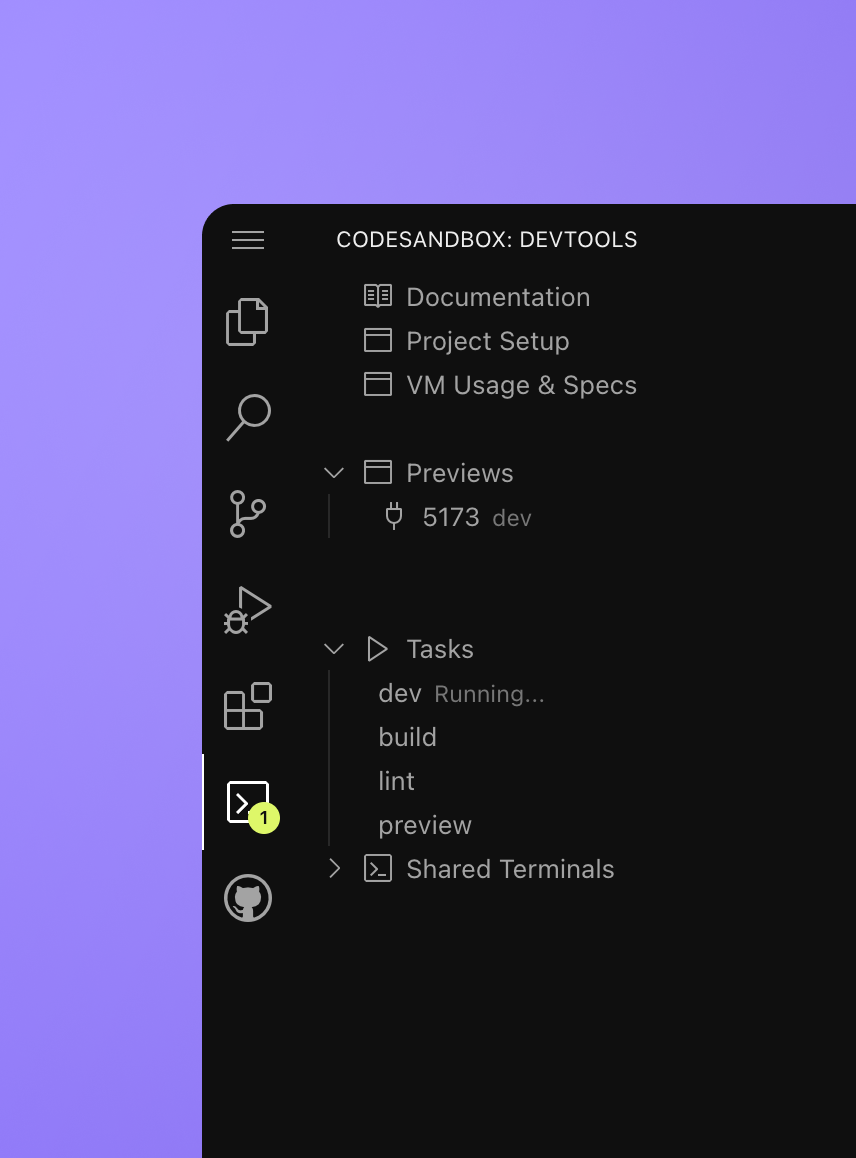 CODESANDBOX: DEVTOOLS
Documentation
Project Setup
VM Usage & Specs
Previews
5173 dev
Tasks
dev Running...
build
lint
1
preview
Shared Terminals